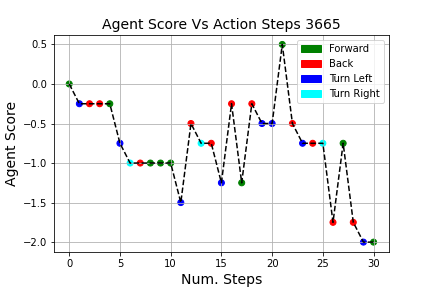 Agent Score Vs Action Steps 3665
Forward
Back
Turn Left
Turn Right
Agent Score
0.5
0.0
−0.5
−1.0
−1.5
−2.0
0 5 10 15 20 25 30
Num. Steps